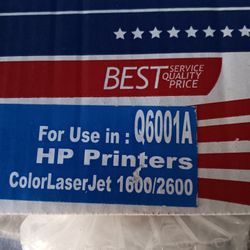 BEST SERVICE
QUALITY
PRICE
For Use in : Q6001A
HP Printers
ColorLaserJet 1600/2600